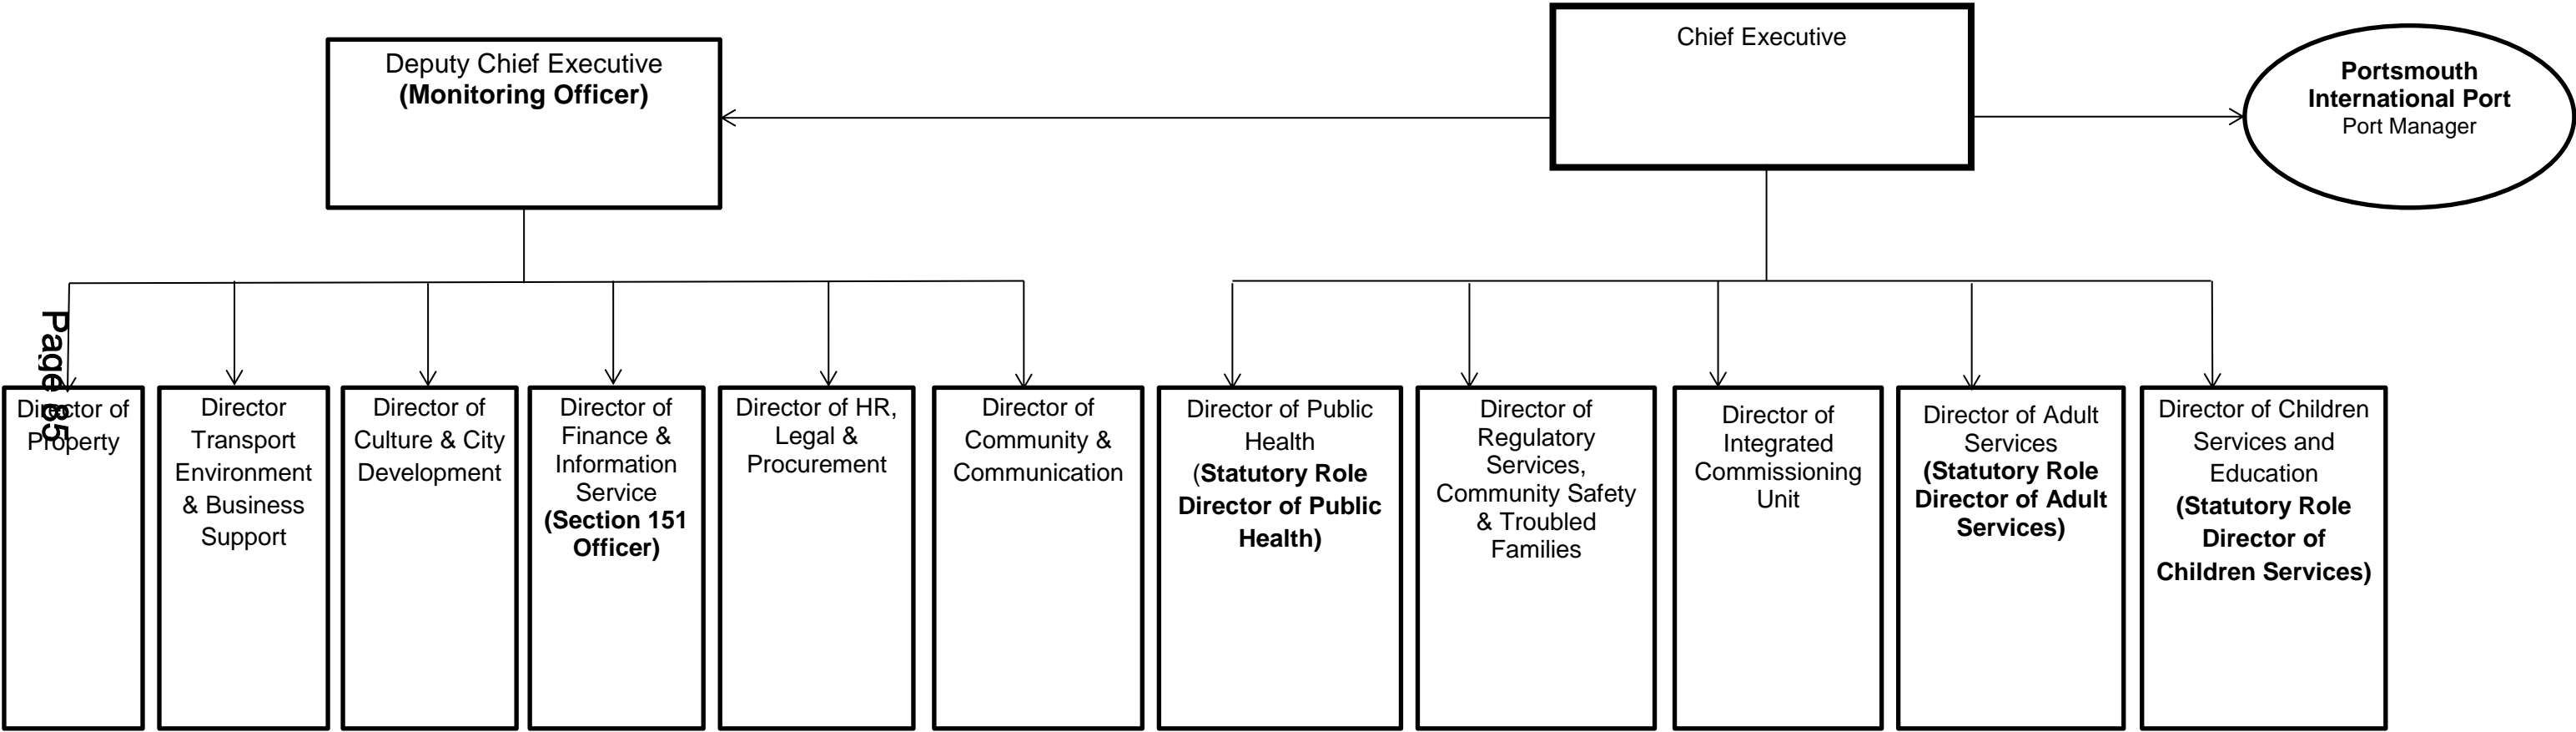 Chief Executive
Deputy Chief Executive
(Monitoring Officer)
Portsmouth
International Port
Port Manager
Page 85
Director of
Property
Director
Transport
Environment
& Business
Support
Director of
Culture & City
Development
Director of
Finance &
Information
Service
(Section 151
Officer)
Director of HR,
Legal &
Procurement
Director of
Community &
Communication
Director of Public
Health
(Statutory Role
Director of Public
Health)
Director of
Regulatory
Services,
Community Safety
& Troubled
Families
Director of
Integrated
Commissioning
Unit
Director of Adult
Services
(Statutory Role
Director of Adult
Services)
Director of Children
Services and
Education
(Statutory Role
Director of
Children Services)